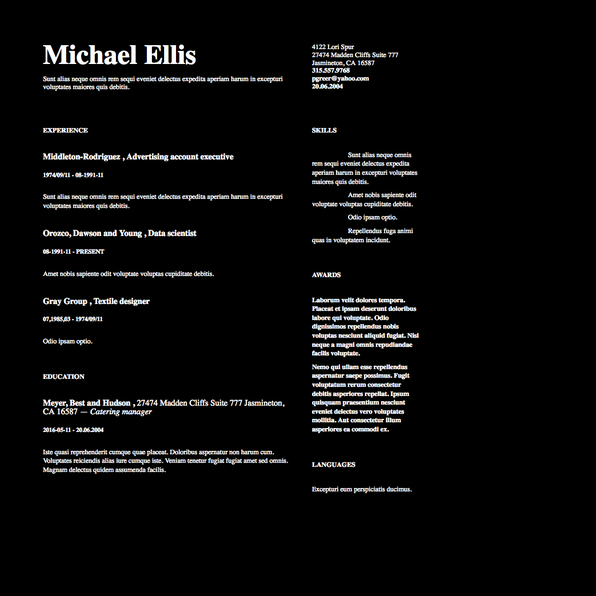 Michael Ellis
Sunt alias neque omnis rem sequi eveniet delectus expedita aperiam harum in excepturi
voluptates maiores quis debitis.
4122 Lori Spur
27474 Madden Cliffs Suite 777
Jasmineton, CA 16587
315.557.9768
pgreer@yahoo.com
20.06.2004
EXPERIENCE
Middleton-Rodriguez , Advertising account executive
1974/09/11 - 08-1991-11
Sunt alias neque omnis rem sequi eveniet delectus expedita aperiam harum in excepturi
voluptates maiores quis debitis.
Orozco, Dawson and Young , Data scientist
08-1991-11 - PRESENT
Amet nobis sapiente odit voluptate voluptas cupiditate debitis.
Gray Group , Textile designer
07,1985,03 - 1974/09/11
Odio ipsam optio.
EDUCATION
Meyer, Best and Hudson , 27474 Madden Cliffs Suite 777 Jasmineton,
CA 16587 — Catering manager
2016-05-11 - 20.06.2004
Iste quasi reprehenderit cumque quae placeat. Doloribus aspernatur non harum cum.
Voluptates reiciendis alias iure cumque iste. Veniam tenetur fugiat fugiat amet sed omnis.
Magnam delectus quidem assumenda facilis.
SKILLS
Sunt alias neque omnis
rem sequi eveniet delectus expedita
aperiam harum in excepturi voluptates
maiores quis debitis.
Amet nobis sapiente odit
voluptate voluptas cupiditate debitis.
Odio ipsam optio.
Repellendus fuga animi
quas in voluptatem incidunt.
AWARDS
Laborum velit dolores tempora.
Placeat et ipsam deserunt doloribus
labore qui voluptate. Odio
dignissimos repellendus nobis
voluptas nesciunt aliquid fugiat. Nisi
neque a magni omnis repudiandae
facilis voluptate.
Nemo qui ullam esse repellendus
aspernatur saepe possimus. Fugit
voluptatum rerum consectetur
debitis asperiores repellat. Ipsum
quisquam praesentium nesciunt
eveniet delectus vero voluptates
mollitia. Aut consectetur illum
asperiores ea commodi ex.
LANGUAGES
Excepturi eum perspiciatis ducimus.